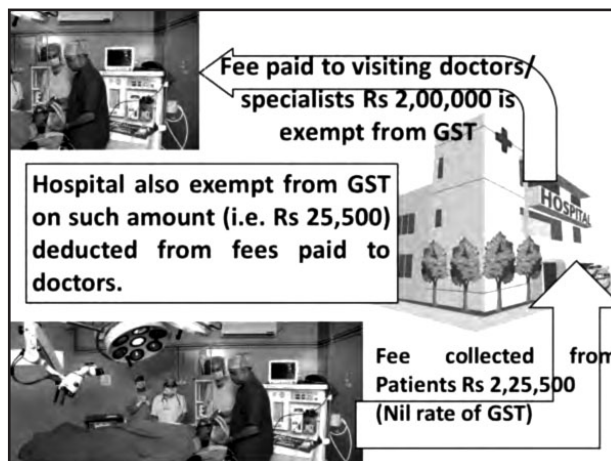 Fee paid to visiting doctors/
specialists Rs 2,00,000 is
exempt from GST
HOSPITAL
Hospital also exempt from GST
on such amount (i.e. Rs 25,500)
deducted from fees paid to
doctors.
Fee collected from
Patients Rs 2,25,500
(Nil rate of GST)